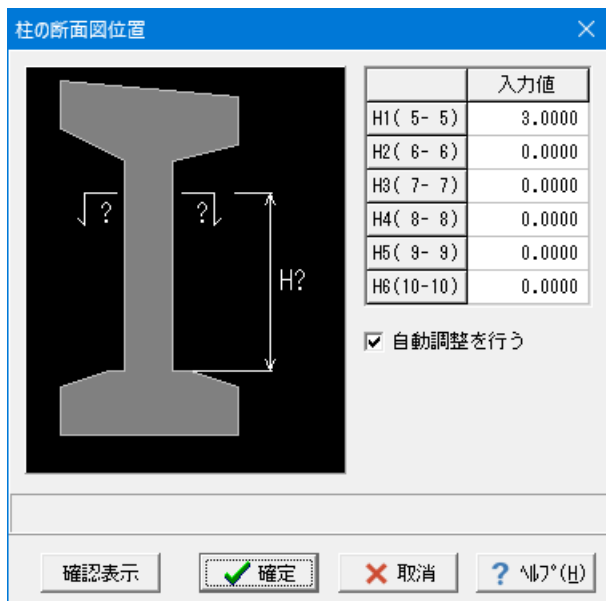 柱の断面図位置
入力値
H1( 5- 5) 3.0000
H2( 6- 6) 0.0000
H3( 7- 7) 0.0000
H4( 8- 8) 0.0000
H5( 9- 9) 0.0000
H6(10-10) 0.0000
? ?
H?
自動調整を行う
確認表示 確定 取消 ? ﾍﾙﾌﾟ(H)